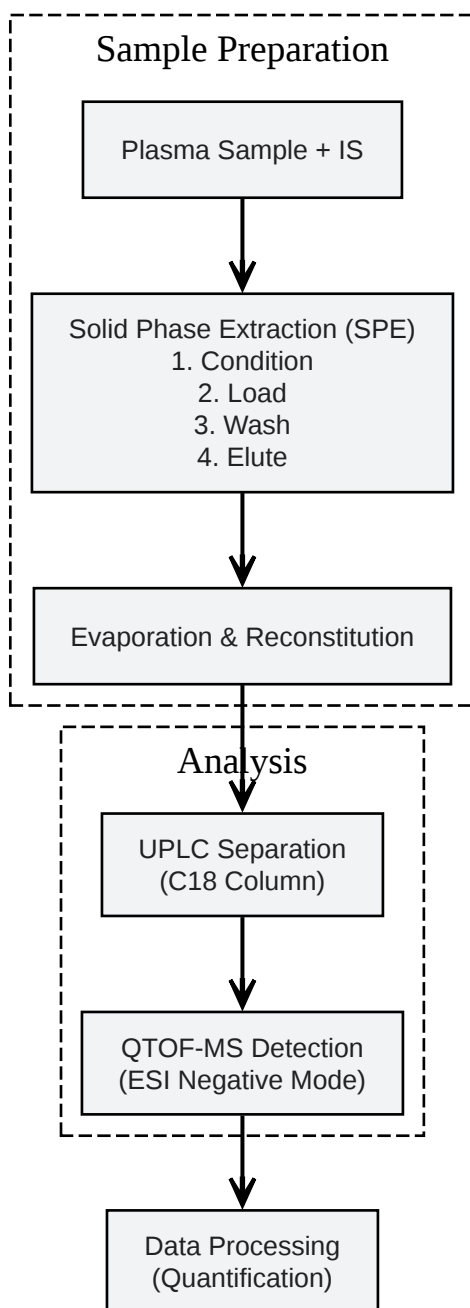 Sample Preparation
Plasma Sample + IS
Solid Phase Extraction (SPE)
1. Condition
2. Load
3. Wash
4. Elute
Evaporation & Reconstitution
Analysis
UPLC Separation
(C18 Column)
QTOF-MS Detection
(ESI Negative Mode)
Data Processing
(Quantification)